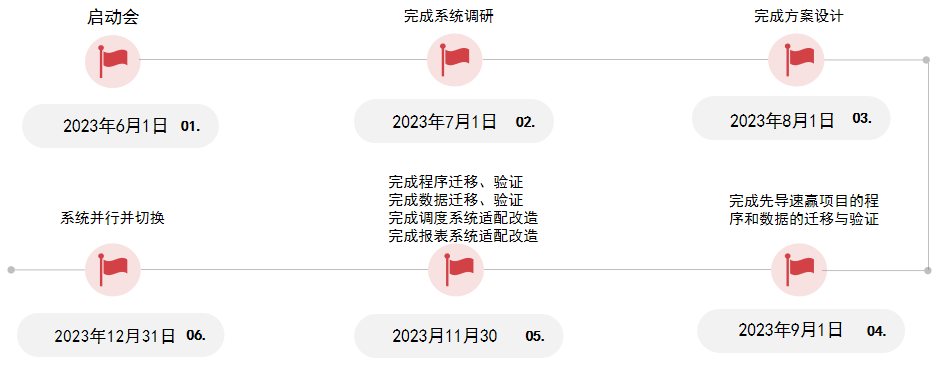 启动会
2023年6月1日 01.
完成系统调研
2023年7月1日 02.
完成方案设计
2023年8月1日 03.
完成先导速赢项目的程
序和数据的迁移与验证
2023年9月1日 04.
完成程序迁移、验证
完成数据迁移、验证
完成调度系统适配改造
完成报表系统适配改造
2023月11月30 05.
系统并行并切换
2023年12月31日 06.